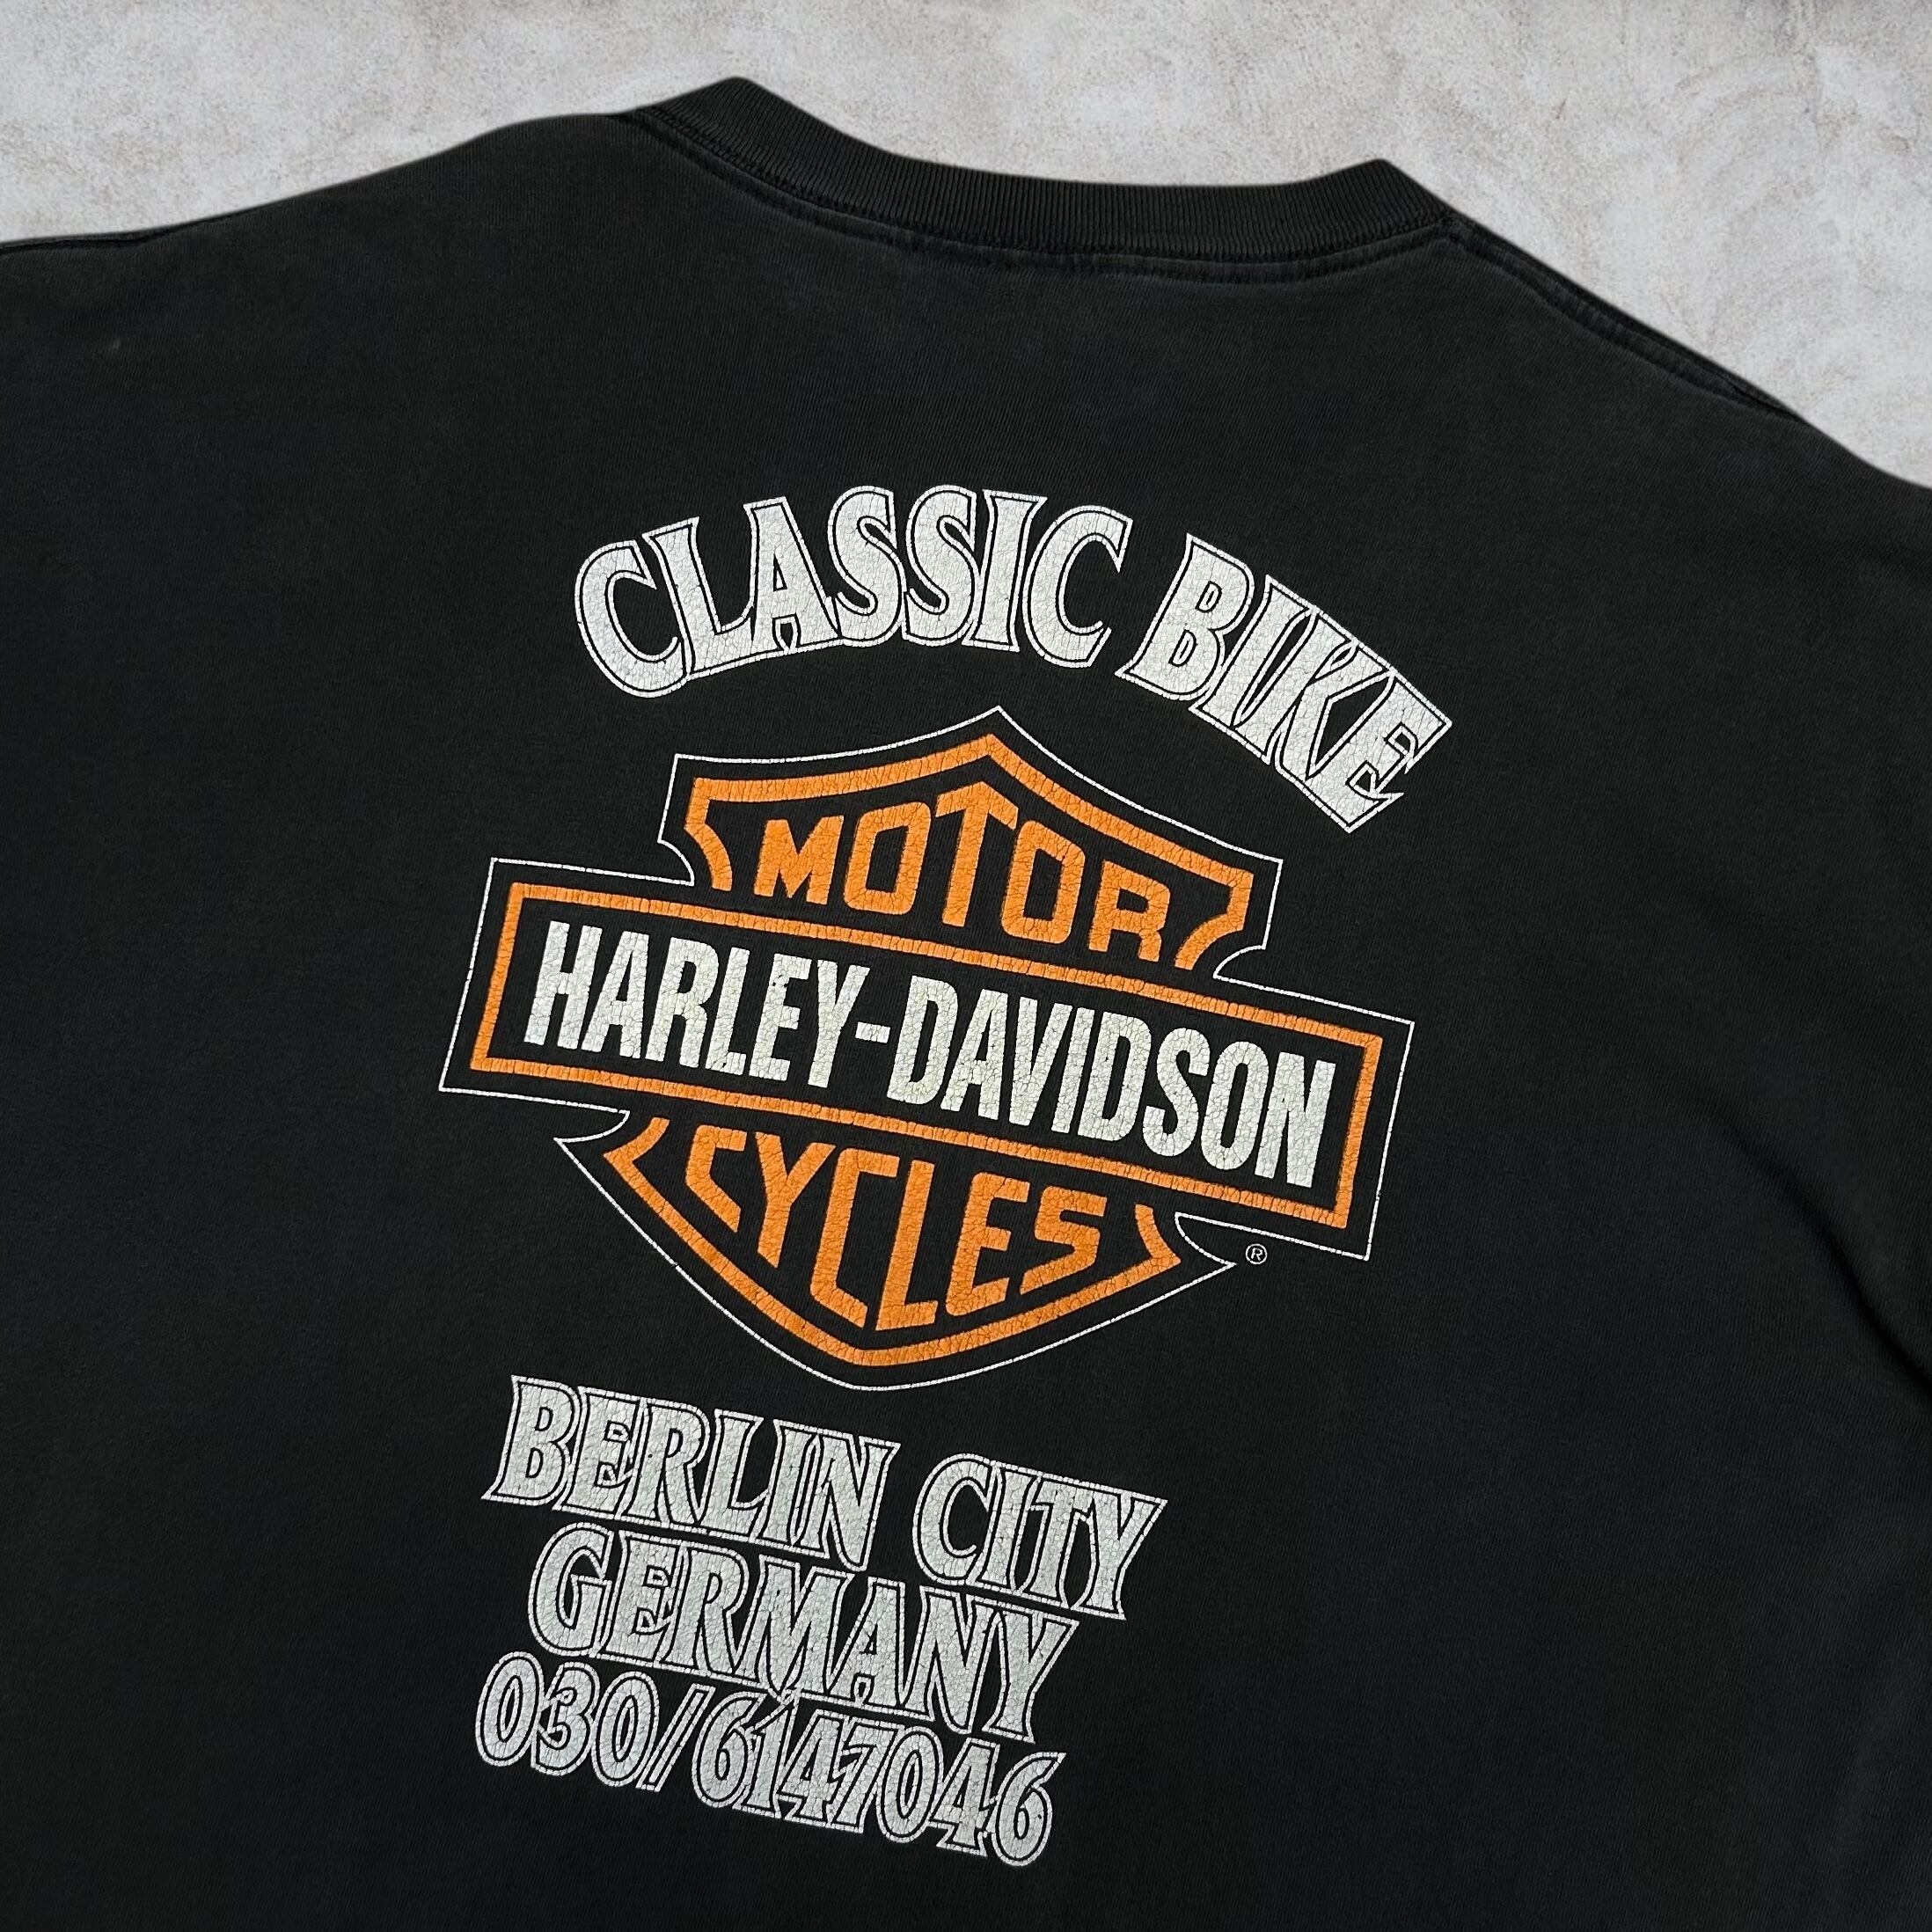 CLASSIC BIKE
MOTOR
HARLEY-DAVIDSON
CYCLES
®
BERLIN CITY
GERMANY
030/6147046